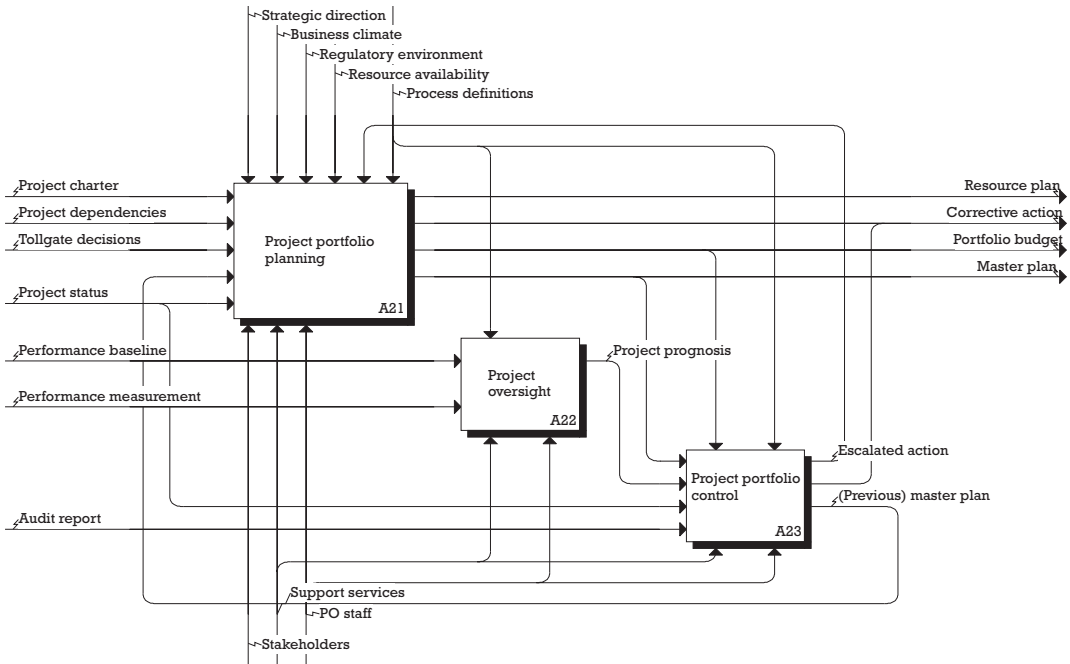 Strategic direction
Business climate
Regulatory environment
Resource availability
Process definitions
Project charter
Resource plan
Project dependencies
Corrective action
Tollgate decisions
Portfolio budget
Project portfolio
planning
Master plan
Project status
A21
Performance baseline
Project prognosis
Project
oversight
Performance measurement
A22
Escalated action
Project portfolio
control
(Previous) master plan
Audit report
A23
Support services
PO staff
Stakeholders